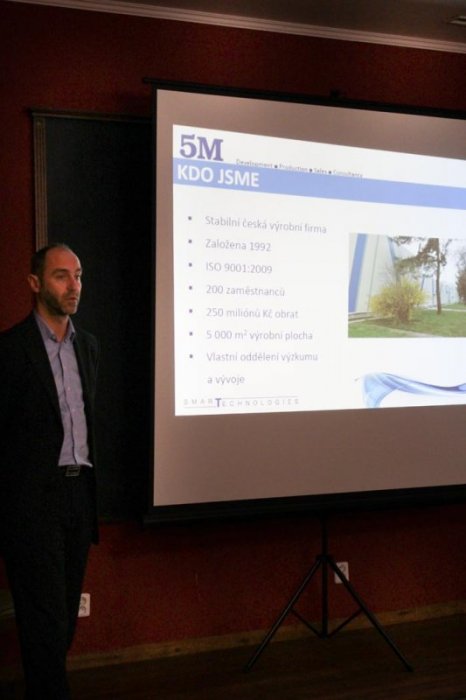 5M
Development ■ Production ■ Sales ■ Consultancy
KDO JSME
▪ Stabilní česká výrobní firma
▪ Založena 1992
▪ ISO 9001:2009
▪ 200 zaměstnanců
▪ 250 miliónů Kč obrat
▪ 5 000 m² výrobní plocha
▪ Vlastní oddělení výzkumu
a vývoje
SMARTECHNOLOGIES